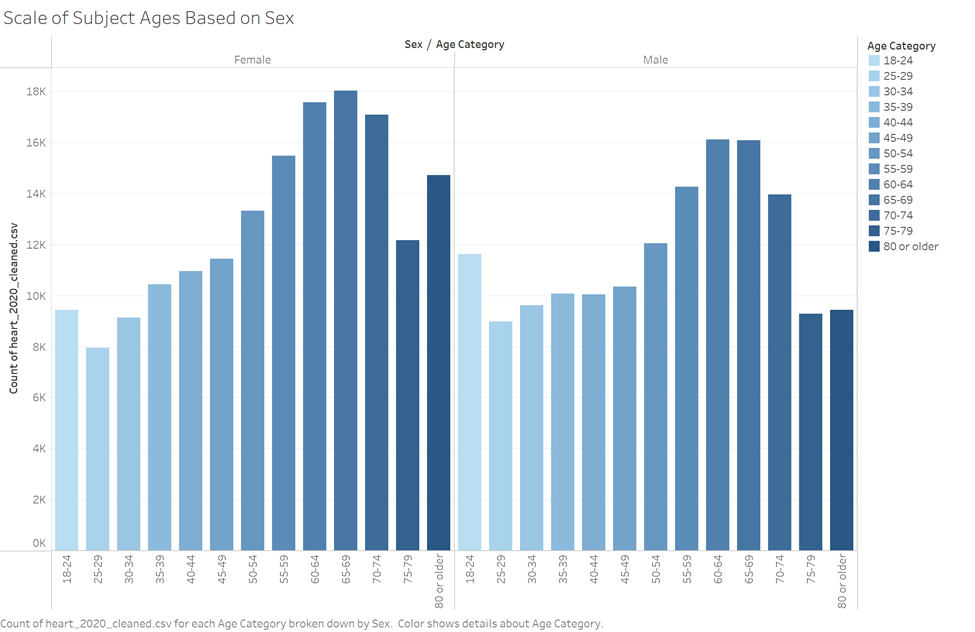 Scale of Subject Ages Based on Sex
Sex / Age Category
Female
Male
Count of heart_2020_cleaned.csv
18K
16K
14K
12K
10K
8K
6K
4K
2K
0K
18-24
25-29
30-34
35-39
40-44
45-49
50-54
55-59
60-64
65-69
70-74
75-79
80 or older
18-24
25-29
30-34
35-39
40-44
45-49
50-54
55-59
60-64
65-69
70-74
75-79
80 or older
Age Category
18-24
25-29
30-34
35-39
40-44
45-49
50-54
55-59
60-64
65-69
70-74
75-79
80 or older
Count of heart_2020_cleaned.csv for each Age Category broken down by Sex. Color shows details about Age Category.